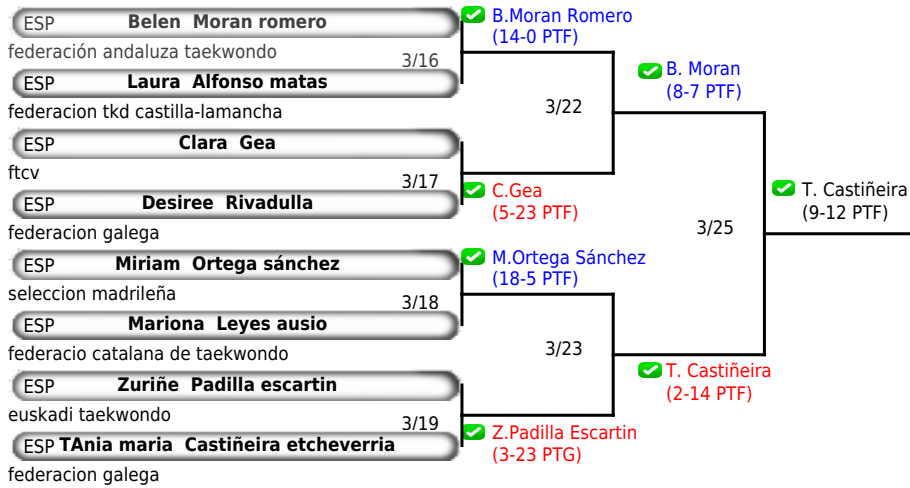 ESP Belen Moran romero
federación andaluza taekwondo
3/16
ESP Laura Alfonso matas
federacion tkd castilla-lamancha
ESP Clara Gea
ftcv
3/17
ESP Desiree Rivadulla
federacion galega
ESP Miriam Ortega sánchez
seleccion madrileña
3/18
ESP Mariona Leyes ausio
federacio catalana de taekwondo
ESP Zuriñe Padilla escartin
euskadi taekwondo
3/19
ESP TAnia maria Castiñeira etcheverria
federacion galega
B.Moran Romero
(14-0 PTF)
3/22
C.Gea
(5-23 PTF)
M.Ortega Sánchez
(18-5 PTF)
3/23
Z.Padilla Escartin
(3-23 PTG)
B. Moran
(8-7 PTF)
3/25
T. Castiñeira
(2-14 PTF)
T. Castiñeira
(9-12 PTF)